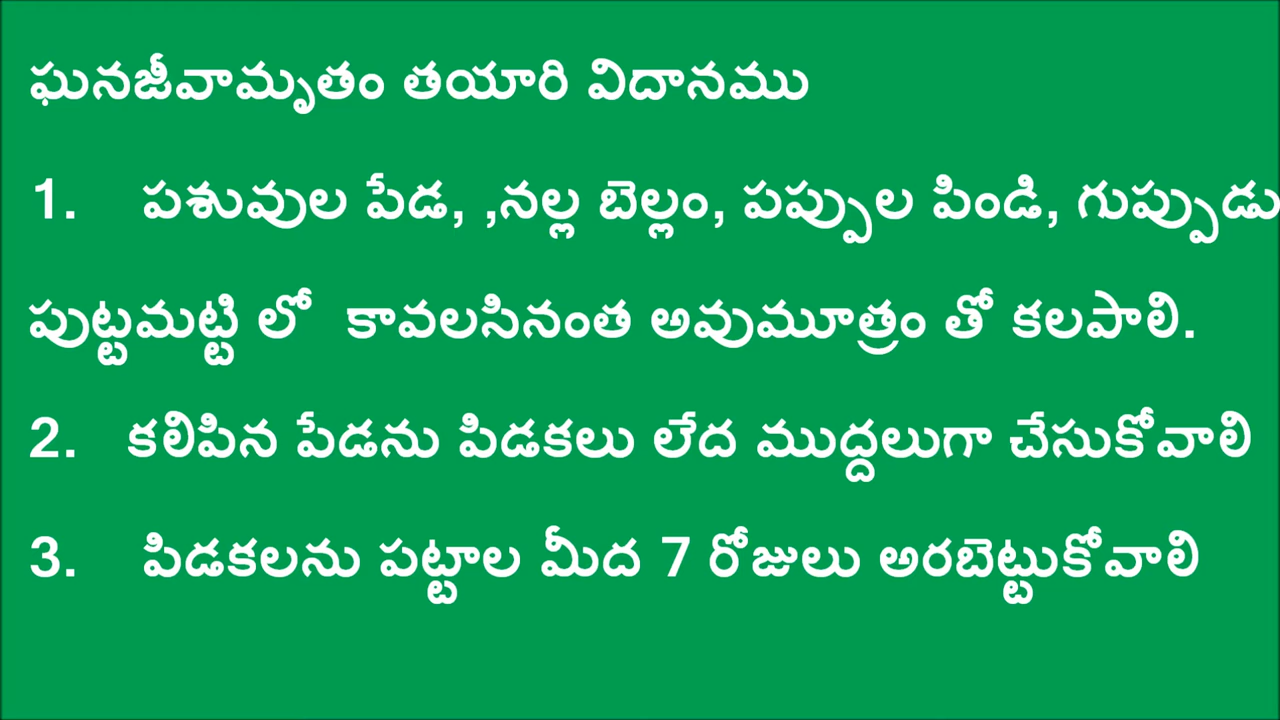 ఘనజీవామృతం తయారి విదానము
1. పశువుల పేడ, ,నల్ల బెల్లం, పప్పుల పిండి, గుప్పుడు
పుట్టమట్టి లో కావలసినంత అవుమూత్రం తో కలపాలి.
2. కలిపిన పేడను పిడకలు లేద ముద్దలుగా చేసుకోవాలి
3. పిడకలను పట్టాల మీద 7 రోజులు అరబెట్టుకోవాలి